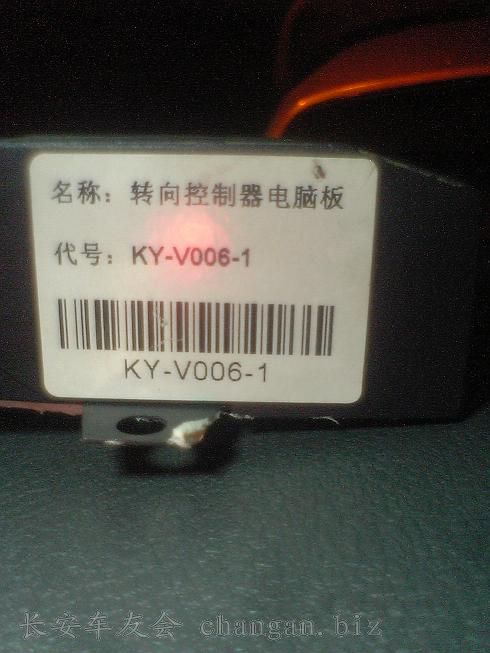 名称：转向控制器电脑板
代号：KY-V006-1
KY-V006-1
长安车友会 changan.biz